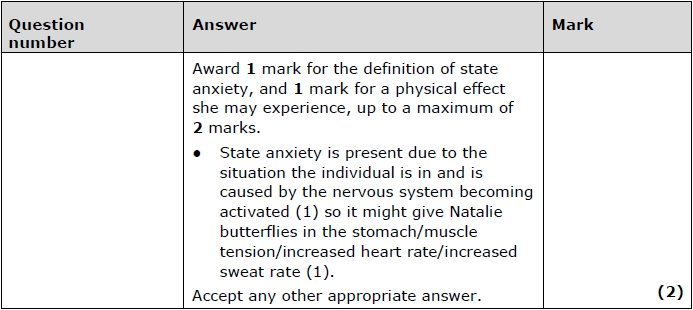 Question number
Answer
Mark
Award 1 mark for the definition of state
anxiety, and 1 mark for a physical effect
she may experience, up to a maximum of
2 marks.
● State anxiety is present due to the
situation the individual is in and is
caused by the nervous system becoming
activated (1) so it might give Natalie
butterflies in the stomach/muscle
tension/increased heart rate/increased
sweat rate (1).
Accept any other appropriate answer.
(2)